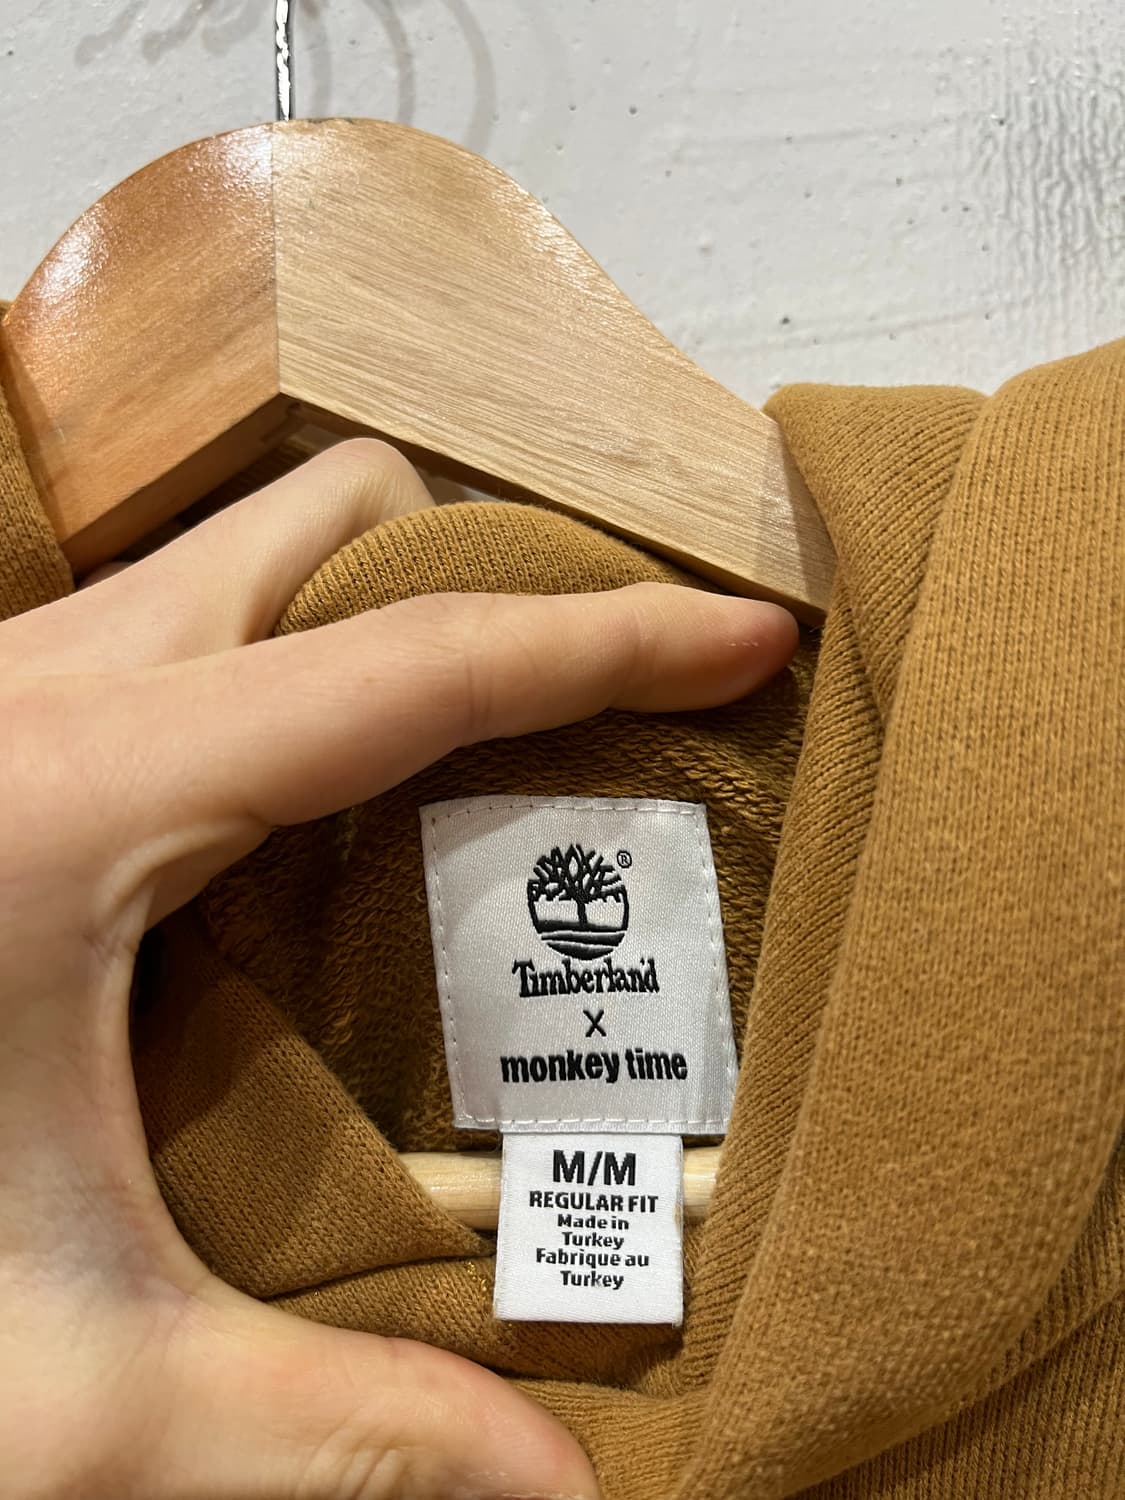 ®
Timberland
X
monkey time
M/M
REGULAR FIT
Made in
Turkey
Fabrique au
Turkey